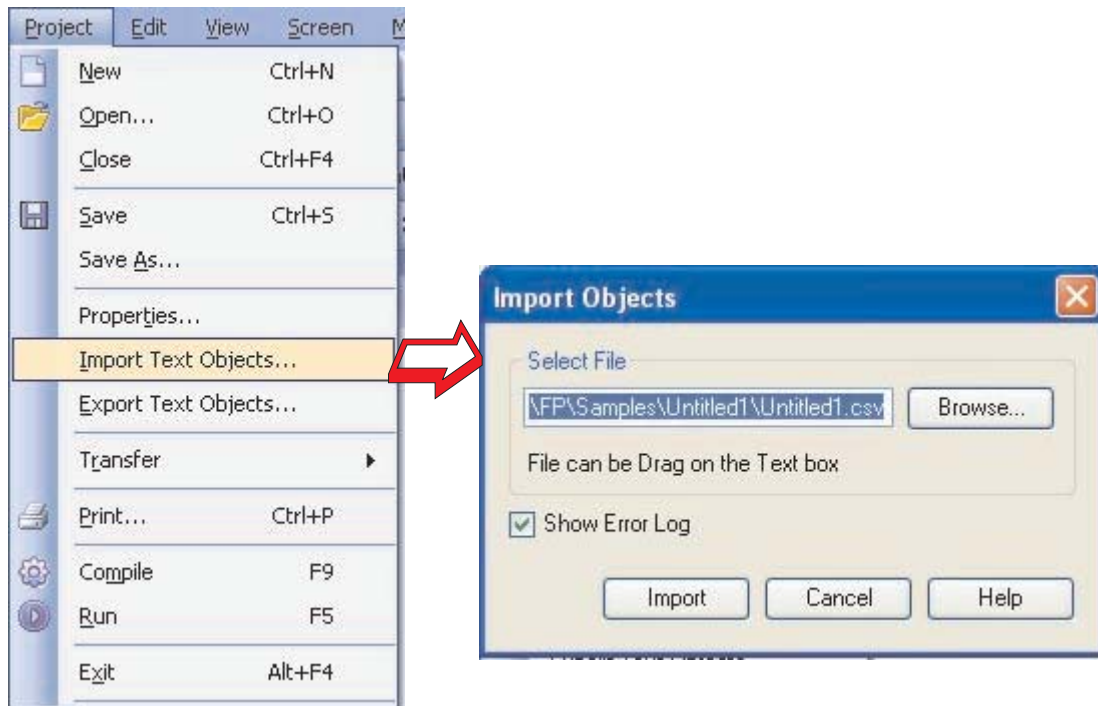 Project Edit View Screen M
New Ctrl+N
Open... Ctrl+O
Close Ctrl+F4
Save Ctrl+S
Save As...
Properties...
Import Text Objects...
Export Text Objects...
Transfer
Print... Ctrl+P
Compile F9
Run F5
Exit Alt+F4
Import Objects
Select File
\FP\Samples\Untitled1\Untitled1.csv Browse...
File can be Drag on the Text box
Show Error Log
Import Cancel Help